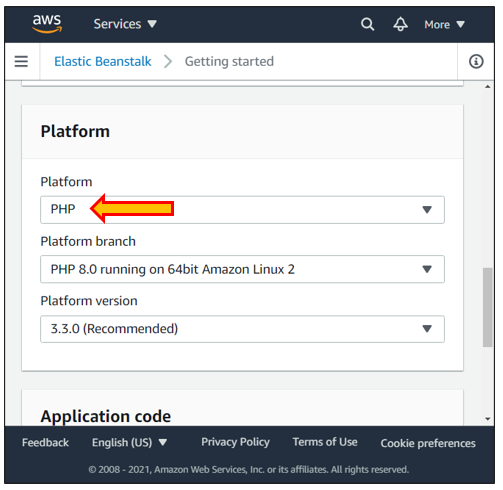 aws Services More
Elastic Beanstalk Getting started
Platform
Platform
PHP
Platform branch
PHP 8.0 running on 64bit Amazon Linux 2
Platform version
3.3.0 (Recommended)
Application code
Feedback English (US) Privacy Policy Terms of Use Cookie preferences
© 2008 - 2021, Amazon Web Services, Inc. or its affiliates. All rights reserved.